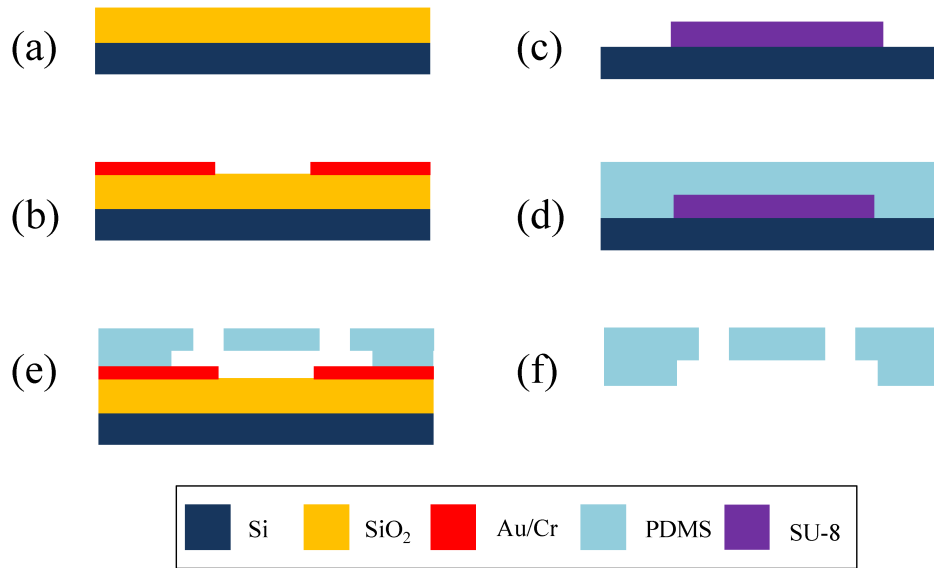 (a)
(c)
(b)
(d)
(e)
(f)
Si SiO₂ Au/Cr PDMS SU-8